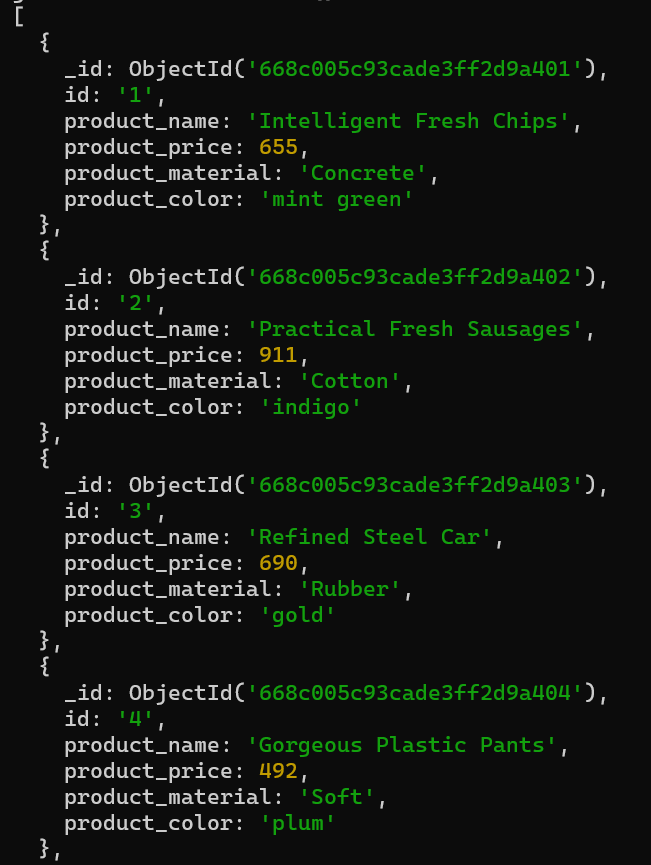 [
  {
    _id: ObjectId('668c005c93cade3ff2d9a401'),
    id: '1',
    product_name: 'Intelligent Fresh Chips',
    product_price: 655,
    product_material: 'Concrete',
    product_color: 'mint green'
  },
  {
    _id: ObjectId('668c005c93cade3ff2d9a402'),
    id: '2',
    product_name: 'Practical Fresh Sausages',
    product_price: 911,
    product_material: 'Cotton',
    product_color: 'indigo'
  },
  {
    _id: ObjectId('668c005c93cade3ff2d9a403'),
    id: '3',
    product_name: 'Refined Steel Car',
    product_price: 690,
    product_material: 'Rubber',
    product_color: 'gold'
  },
  {
    _id: ObjectId('668c005c93cade3ff2d9a404'),
    id: '4',
    product_name: 'Gorgeous Plastic Pants',
    product_price: 492,
    product_material: 'Soft',
    product_color: 'plum'
  },